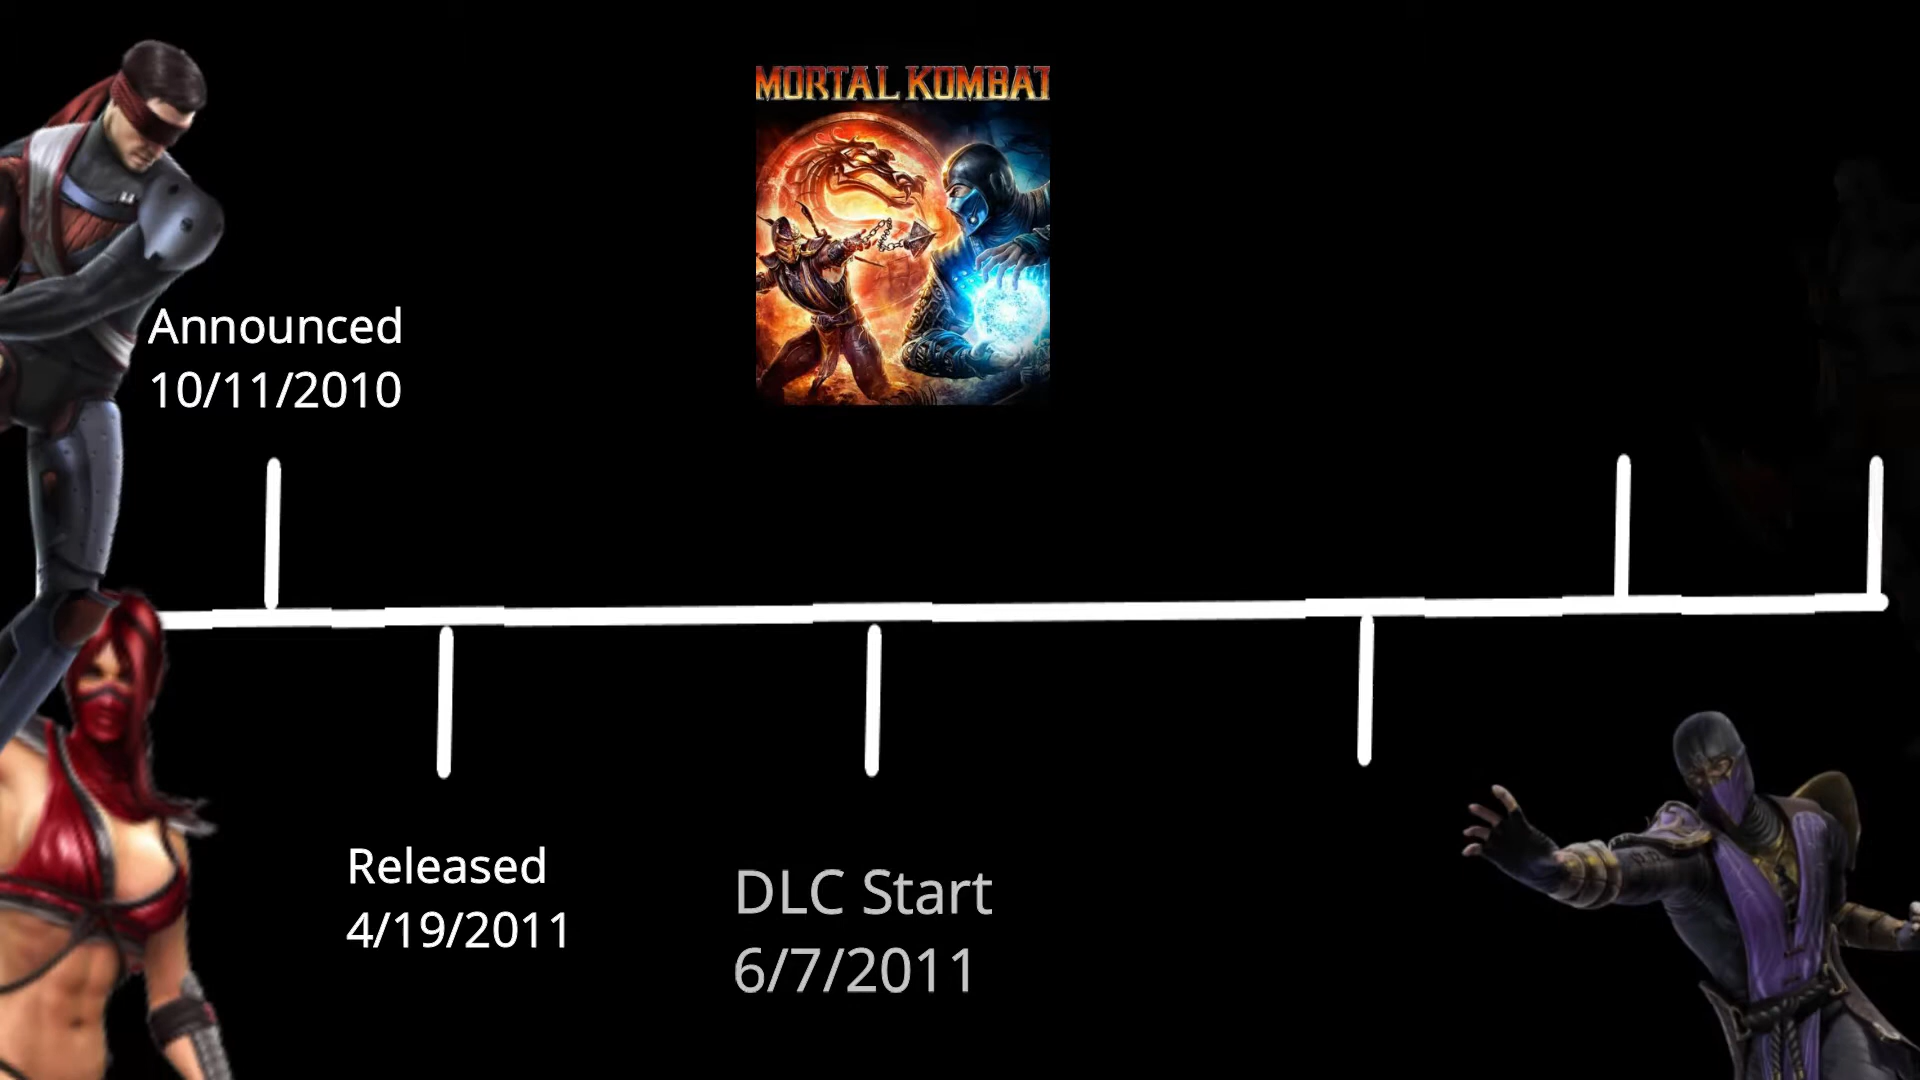 MORTAL KOMBAT
Announced
10/11/2010
Released
4/19/2011
DLC Start
6/7/2011